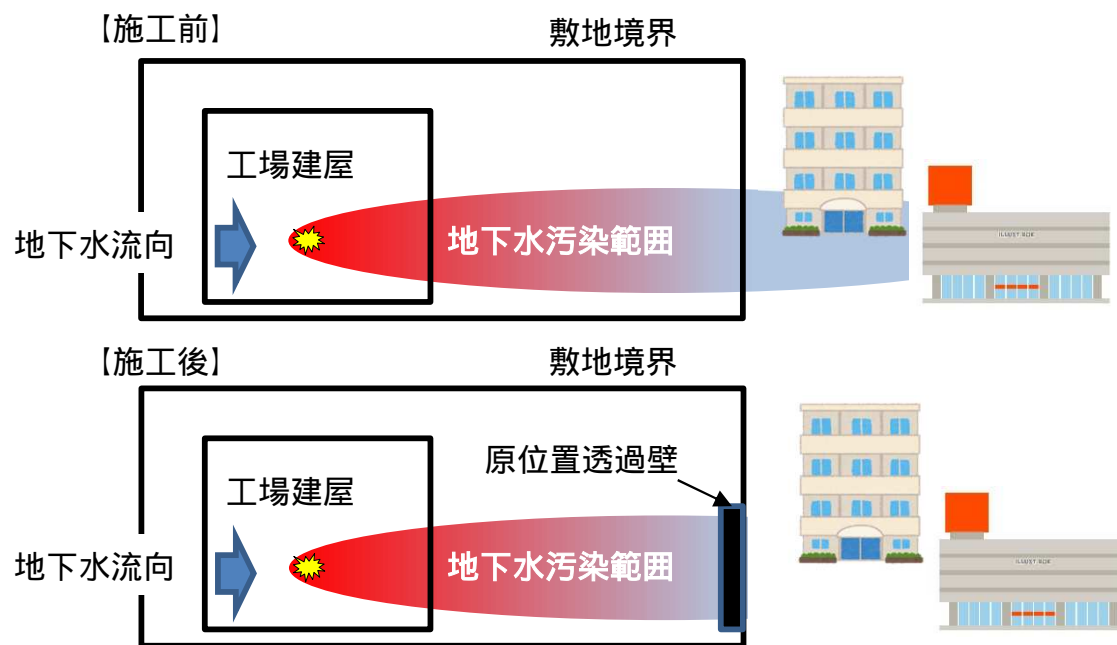 【施工前】
敷地境界
工場建屋
地下水流向
地下水汚染範囲
【施工後】
敷地境界
原位置透過壁
工場建屋
地下水流向
地下水汚染範囲